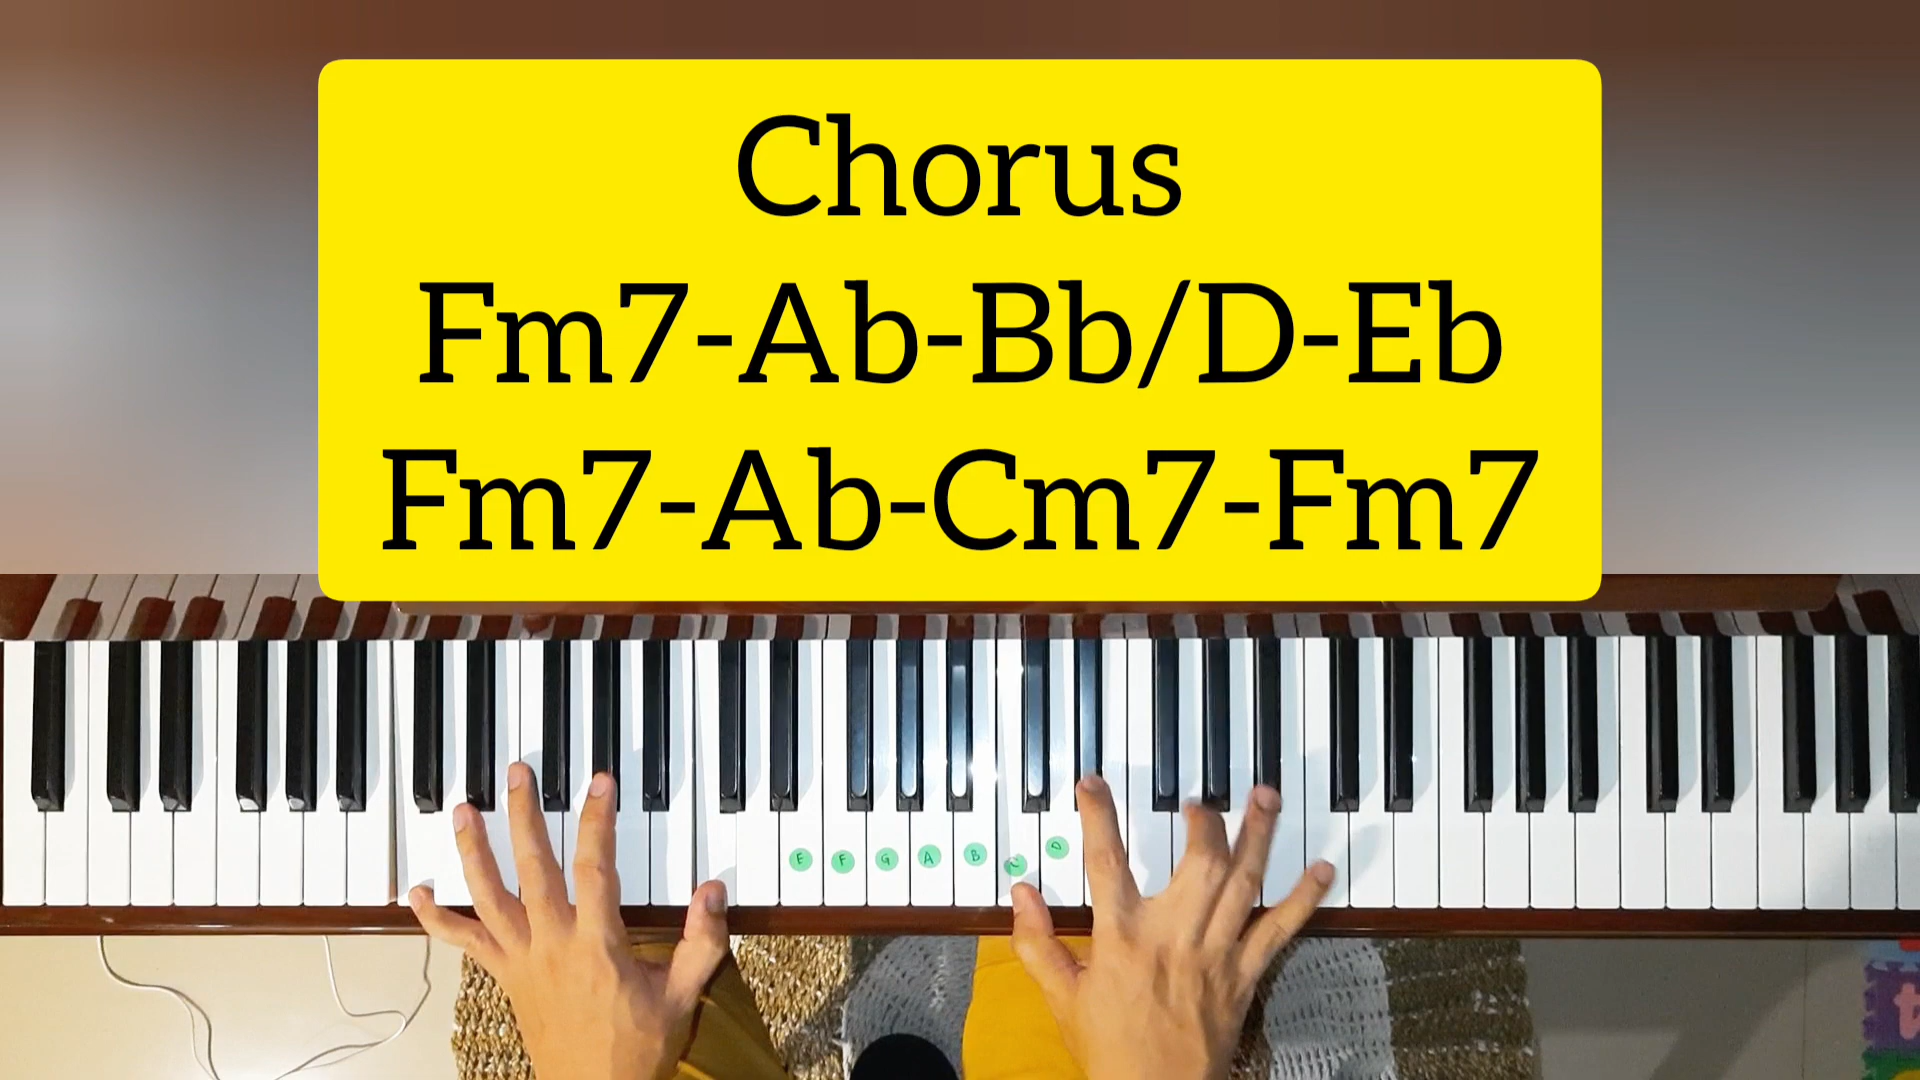 Chorus
Fm7-Ab-Bb/D-Eb
Fm7-Ab-Cm7-Fm7
E F G A B C D
t